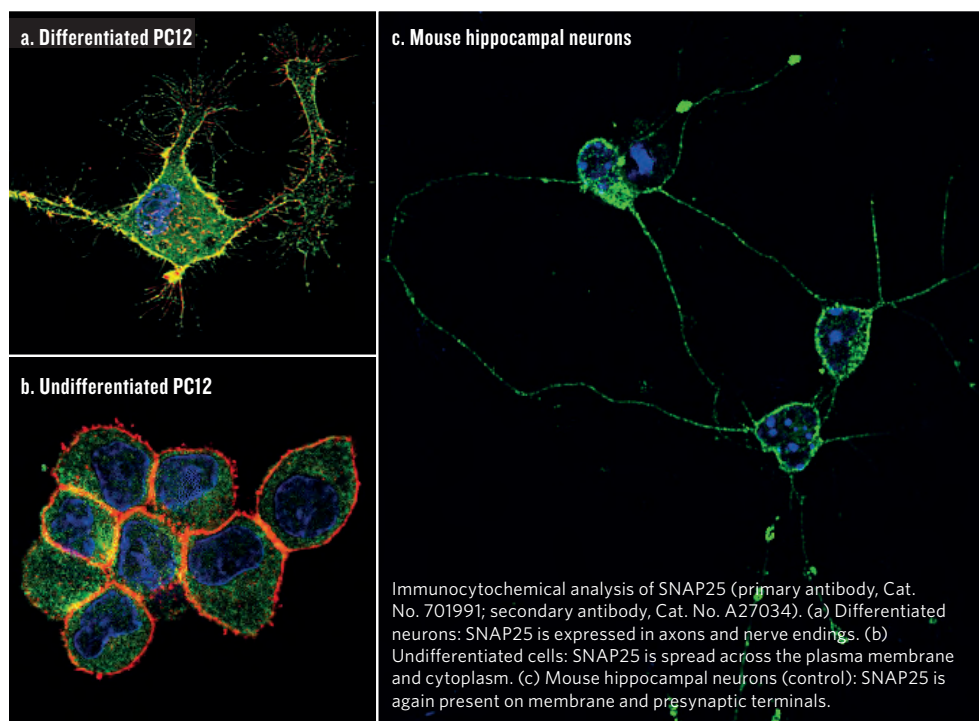 a. Differentiated PC12
c. Mouse hippocampal neurons
b. Undifferentiated PC12
Immunocytochemical analysis of SNAP25 (primary antibody, Cat.
No. 701991; secondary antibody, Cat. No. A27034). (a) Differentiated
neurons: SNAP25 is expressed in axons and nerve endings. (b)
Undifferentiated cells: SNAP25 is spread across the plasma membrane
and cytoplasm. (c) Mouse hippocampal neurons (control): SNAP25 is
again present on membrane and presynaptic terminals.